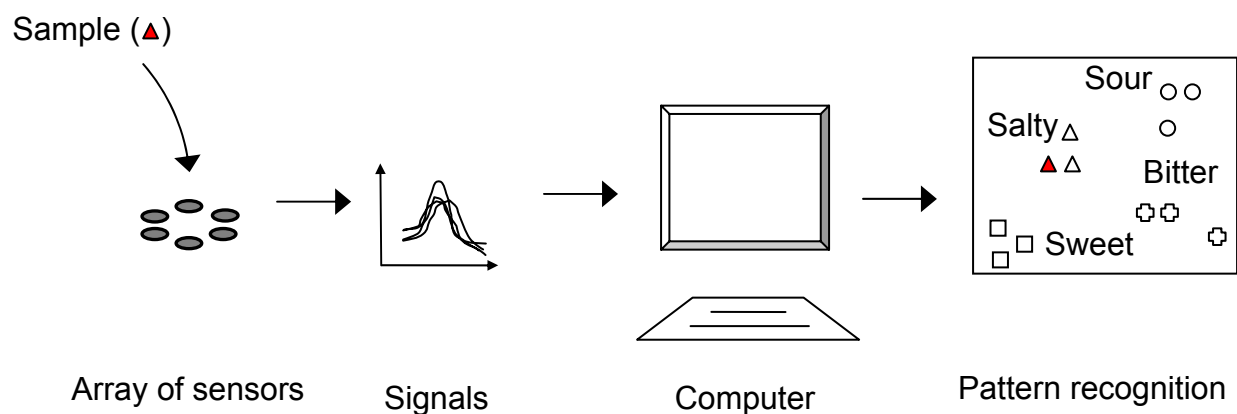 Sample (▲)
Sour
Salty
Bitter
Sweet
Array of sensors
Signals
Computer
Pattern recognition